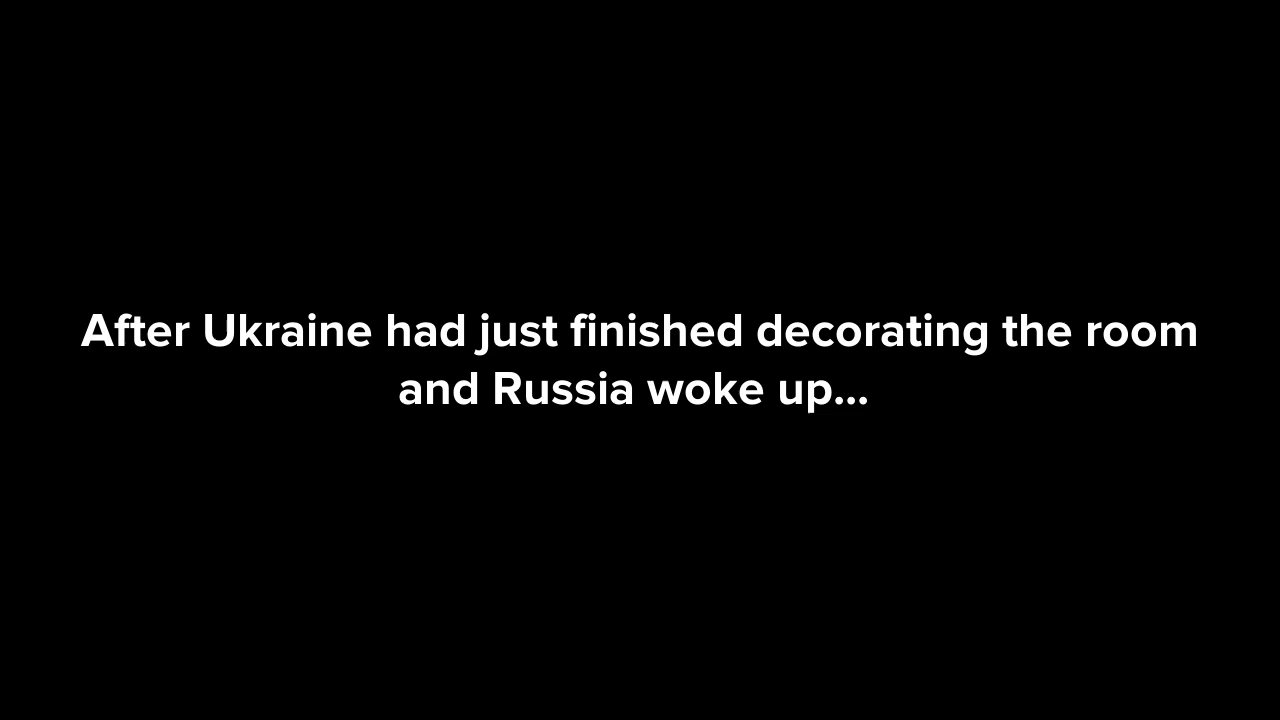 After Ukraine had just finished decorating the room
and Russia woke up...